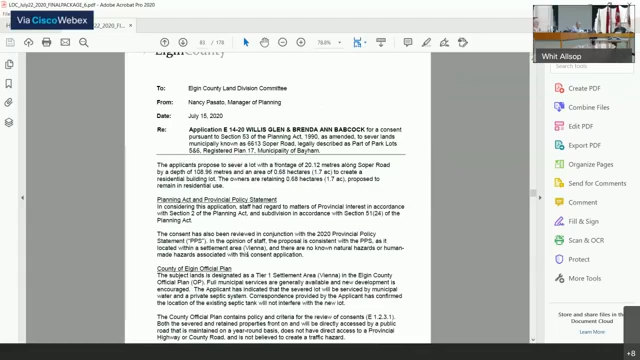 LOC_July22_2020_FINALPACKAGE_6.pdf - Adobe Acrobat Pro 2020
Via Cisco Webex
83 / 178
78.8%
Whit Allsop
Search tools
ElginCounty
Create PDF
Combine Files
Edit PDF
Export PDF
Organize Pages
Send for Comments
Comment
Fill & Sign
Scan & OCR
Protect
More Tools
Store and share files in the
Document Cloud
Learn More
+8
To: Elgin County Land Division Committee
From: Nancy Pasato, Manager of Planning
Date: July 15, 2020
Re: Application E 14-20 WILLIS GLEN & BRENDA ANN BABCOCK for a consent
pursuant to Section 53 of the Planning Act, 1990, as amended, to sever lands
municipally known as 6613 Soper Road, legally described as Part of Park Lots
5&6, Registered Plan 17, Municipality of Bayham.
The applicants propose to sever a lot with a frontage of 20.12 metres along Soper Road
by a depth of 108.96 metres and an area of 0.68 hectares (1.7 ac) to create a
residential building lot. The owners are retaining 0.68 hectares (1.7 ac), proposed to
remain in residential use.
Planning Act and Provincial Policy Statement
In considering this application, staff had regard to matters of Provincial Interest in accordance
with Section 2 of the Planning Act, and subdivision in accordance with Section 51(24) of the
Planning Act.
The consent has also been reviewed in conjunction with the 2020 Provincial Policy
Statement "PPS"). In the opinion of staff, the proposal is consistent with the PPS, as it
located within a settlement area (Vienna), and there are no known natural hazards or human-
made hazards associated with this consent application.
County of Elgin Official Plan
The subject lands is designated as a Tier 1 Settlement Area (Vienna) in the Elgin County
Official Plan (OP). Full municipal services are generally available and new development is
encouraged. The Applicant has indicated that the severed lot will be serviced by municipal
water and a private septic system. Correspondence provided by the Applicant has confirmed
the location of the existing septic tank will not interfere with the new lot.
The County Official Plan contains policy and criteria for the review of consents (E 1.2.3.1).
Both the severed and retained properties front on and will be directly accessed by a public
road that is maintained on a year-round basis, does not have direct access to a Provincial
Highway or County Road, and is not believed to create a traffic hazard.